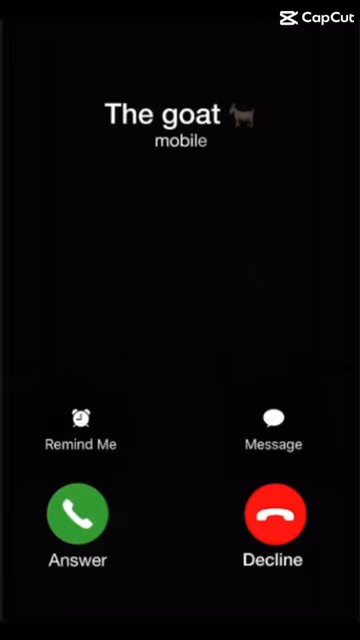 CapCut
The goat 🐐
mobile
Remind Me
Message
Answer
Decline